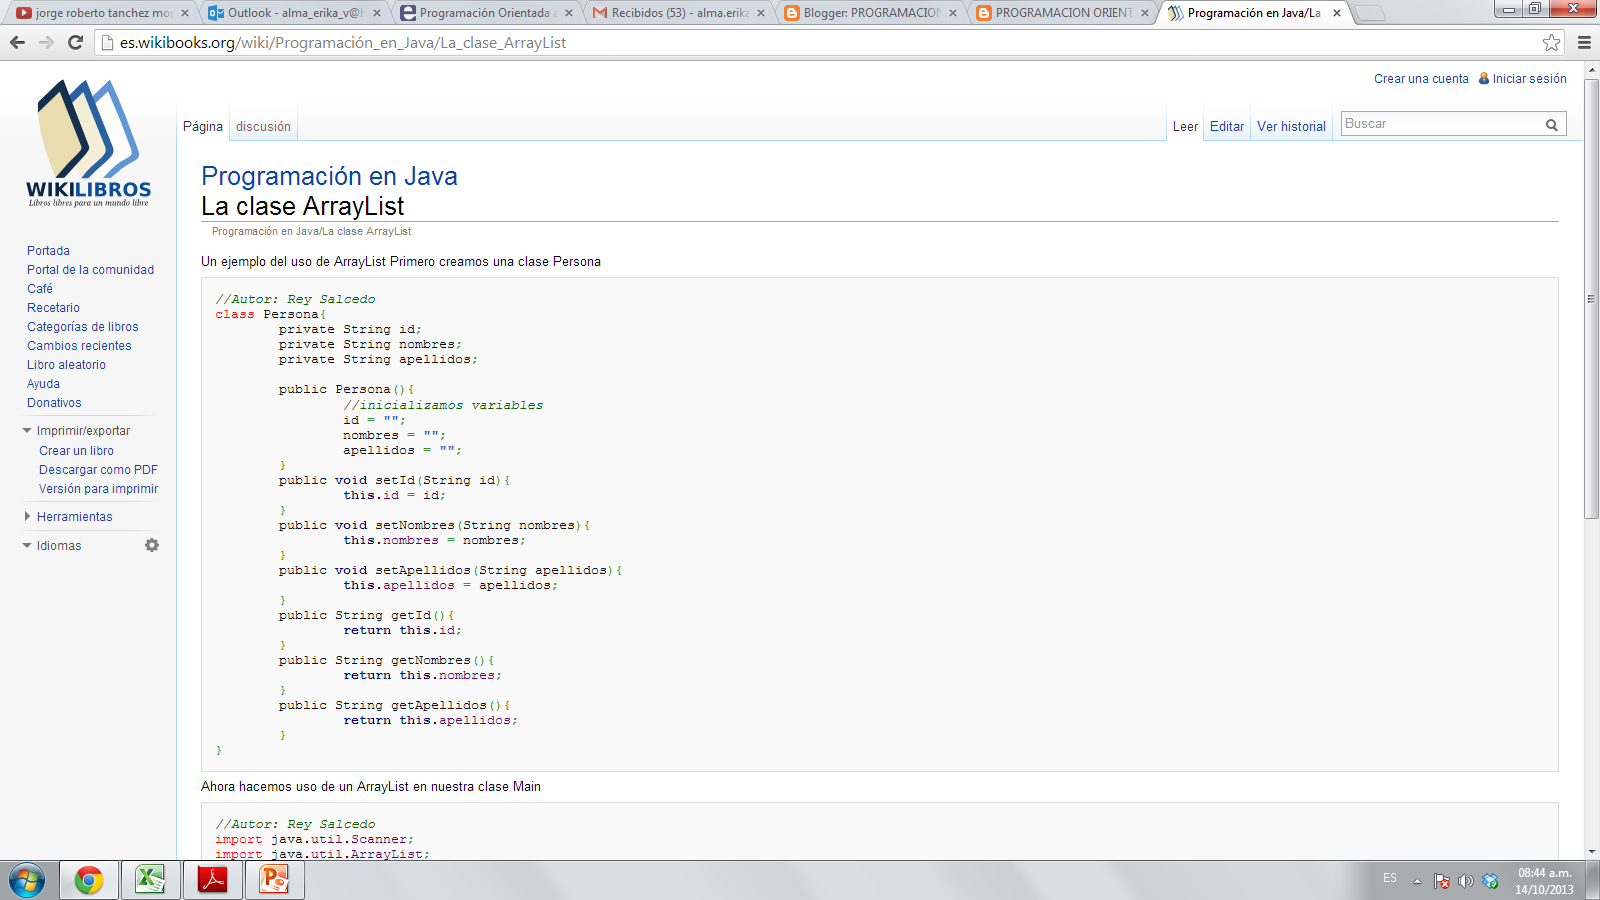 jorge roberto tanchez mor
Outlook - alma_erika_v@h
Programación Orientada a
Recibidos (53) - alma.erika
Blogger: PROGRAMACION
PROGRAMACION ORIENT
Programación en Java/La
es.wikibooks.org/wiki/Programación_en_Java/La_clase_ArrayList
Crear una cuenta Iniciar sesión
Página discusión Leer Editar Ver historial Buscar
WIKILIBROS
Libros libres para un mundo libre
Portada
Portal de la comunidad
Café
Recetario
Categorías de libros
Cambios recientes
Libro aleatorio
Ayuda
Donativos
Imprimir/exportar
Crear un libro
Descargar como PDF
Versión para imprimir
Herramientas
Idiomas
Programación en Java
La clase ArrayList
Programación en Java/La clase ArrayList
Un ejemplo del uso de ArrayList Primero creamos una clase Persona
//Autor: Rey Salcedo
class Persona{
private String id;
private String nombres;
private String apellidos;
public Persona(){
//inicializamos variables
id = "";
nombres = "";
apellidos = "";
}
public void setId(String id){
this.id = id;
}
public void setNombres(String nombres){
this.nombres = nombres;
}
public void setApellidos(String apellidos){
this.apellidos = apellidos;
}
public String getId(){
return this.id;
}
public String getNombres(){
return this.nombres;
}
public String getApellidos(){
return this.apellidos;
}
}
Ahora hacemos uso de un ArrayList en nuestra clase Main
//Autor: Rey Salcedo
import java.util.Scanner;
import java.util.ArrayList;
ES
08:44 a.m.
14/10/2013